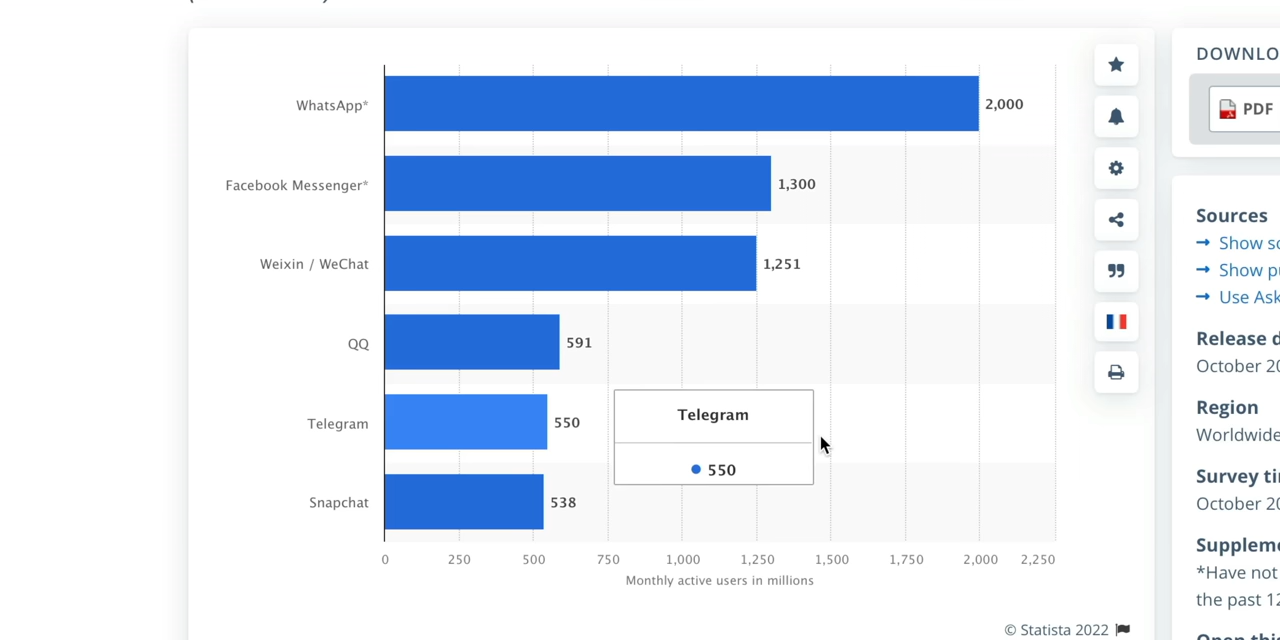 WhatsApp*
2,000
Facebook Messenger*
1,300
Weixin / WeChat
1,251
QQ
591
Telegram
550
Telegram
550
Snapchat
538
0 250 500 750 1,000 1,250 1,500 1,750 2,000 2,250
Monthly active users in millions
© Statista 2022
DOWNLO
PDF
Sources
Show so
Show pu
Use Ask
Release d
October 20
Region
Worldwide
Survey ti
October 20
Suppleme
*Have not
the past 12